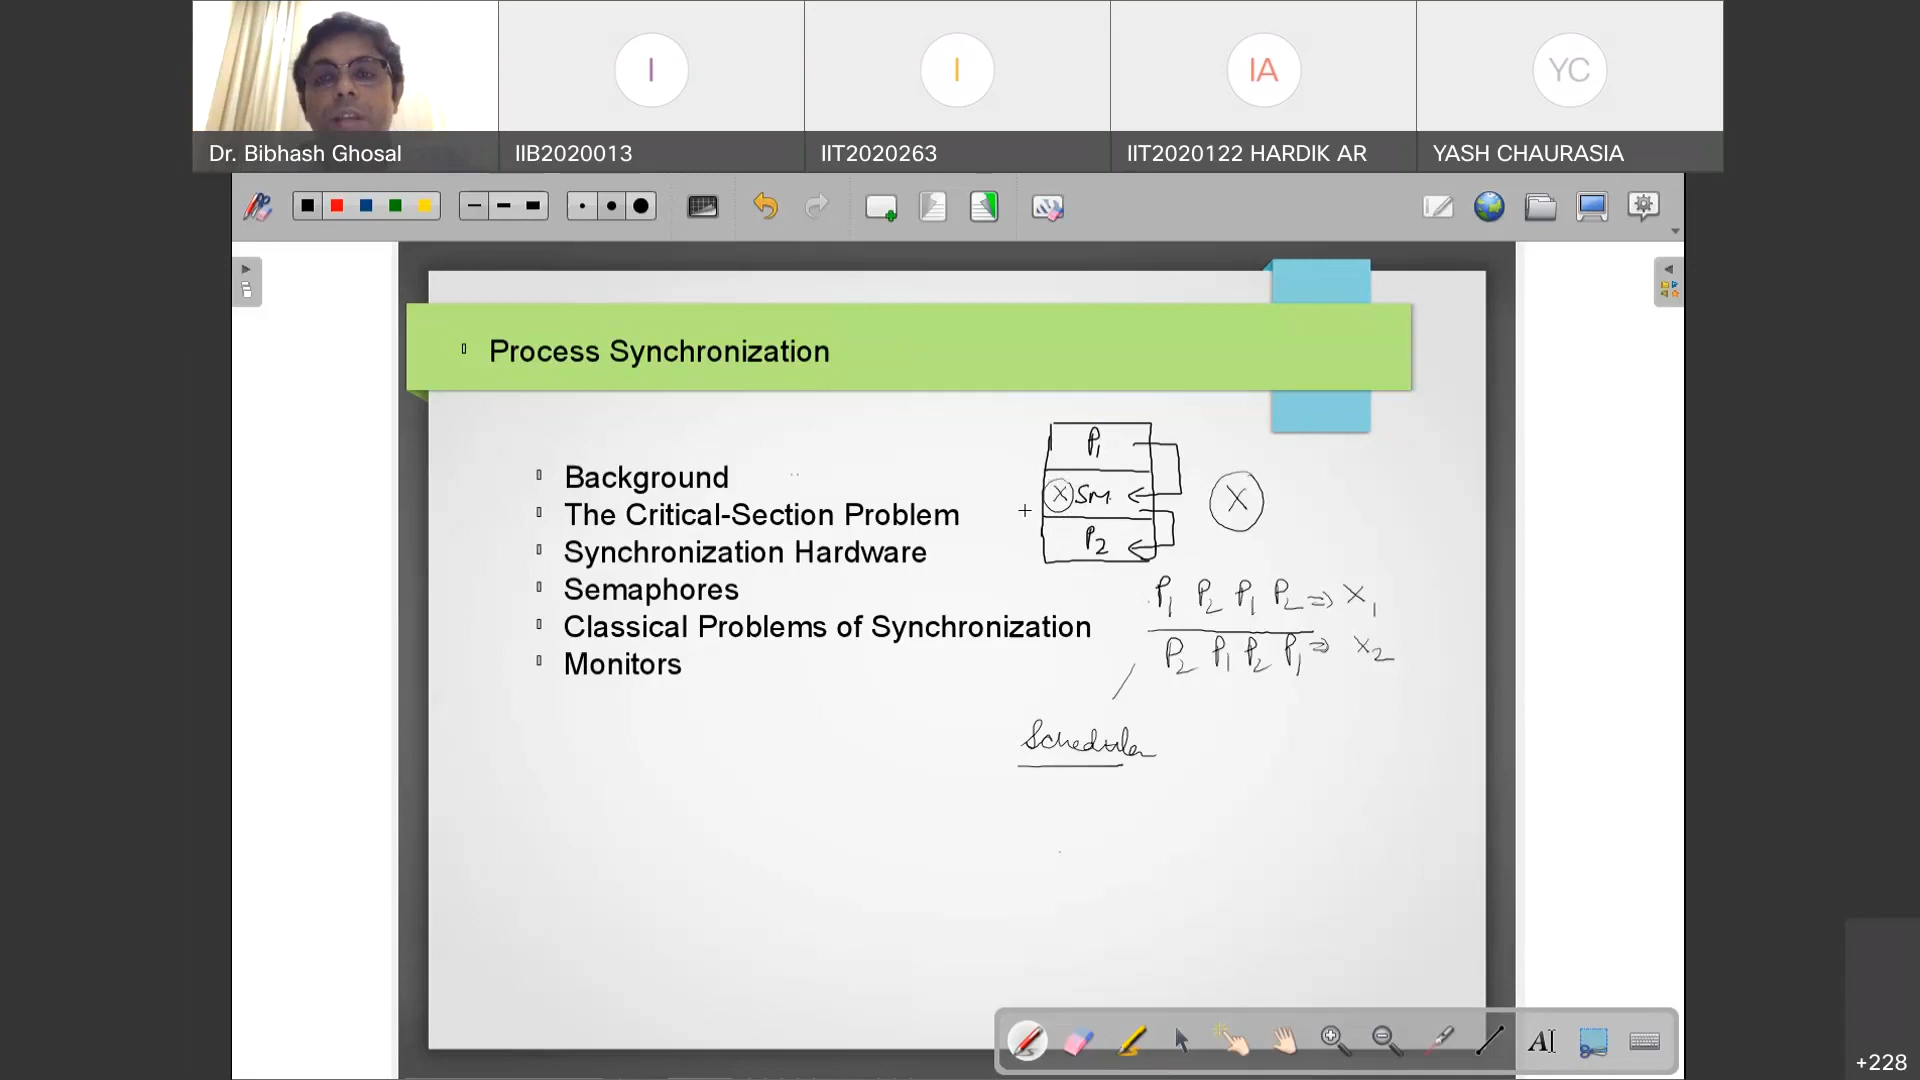 I
I
IA
YC
Dr. Bibhash Ghosal
IIB2020013
IIT2020263
IIT2020122 HARDIK AR
YASH CHAURASIA
Process Synchronization
Background
The Critical-Section Problem
Synchronization Hardware
Semaphores
Classical Problems of Synchronization
Monitors
P1
X SM
P2
X
P1 P2 P1 P2 => X1
P2 P1 P2 P1 => X2
Scheduler
+228